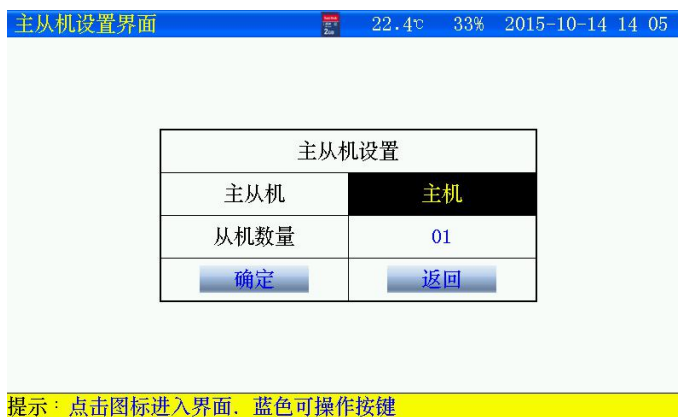 主从机设置界面 22.4℃ 33% 2015-10-14 14 05
主从机设置
主从机 主机
从机数量 01
确定 返回
提示：点击图标进入界面．蓝色可操作按键